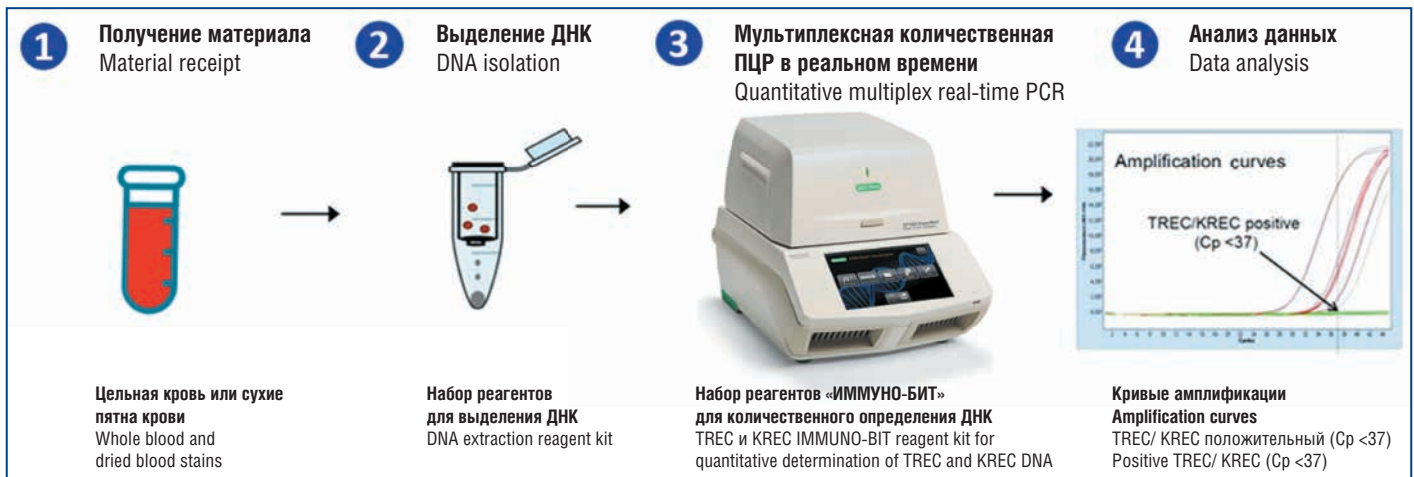 1
Получение материала
Material receipt
2
Выделение ДНК
DNA isolation
3
Мультиплексная количественная
ПЦР в реальном времени
Quantitative multiplex real-time PCR
4
Анализ данных
Data analysis
Amplification curves
TREC/KREC positive
(Cp <37)
Цельная кровь или сухие
пятна крови
Whole blood and
dried blood stains
Набор реагентов
для выделения ДНК
DNA extraction reagent kit
Набор реагентов «ИММУНО-БИТ»
для количественного определения ДНК
TREC и KREC IMMUNO-BIT reagent kit for
quantitative determination of TREC and KREC DNA
Кривые амплификации
Amplification curves
TREC/ KREC положительный (Cp <37)
Positive TREC/ KREC (Cp <37)